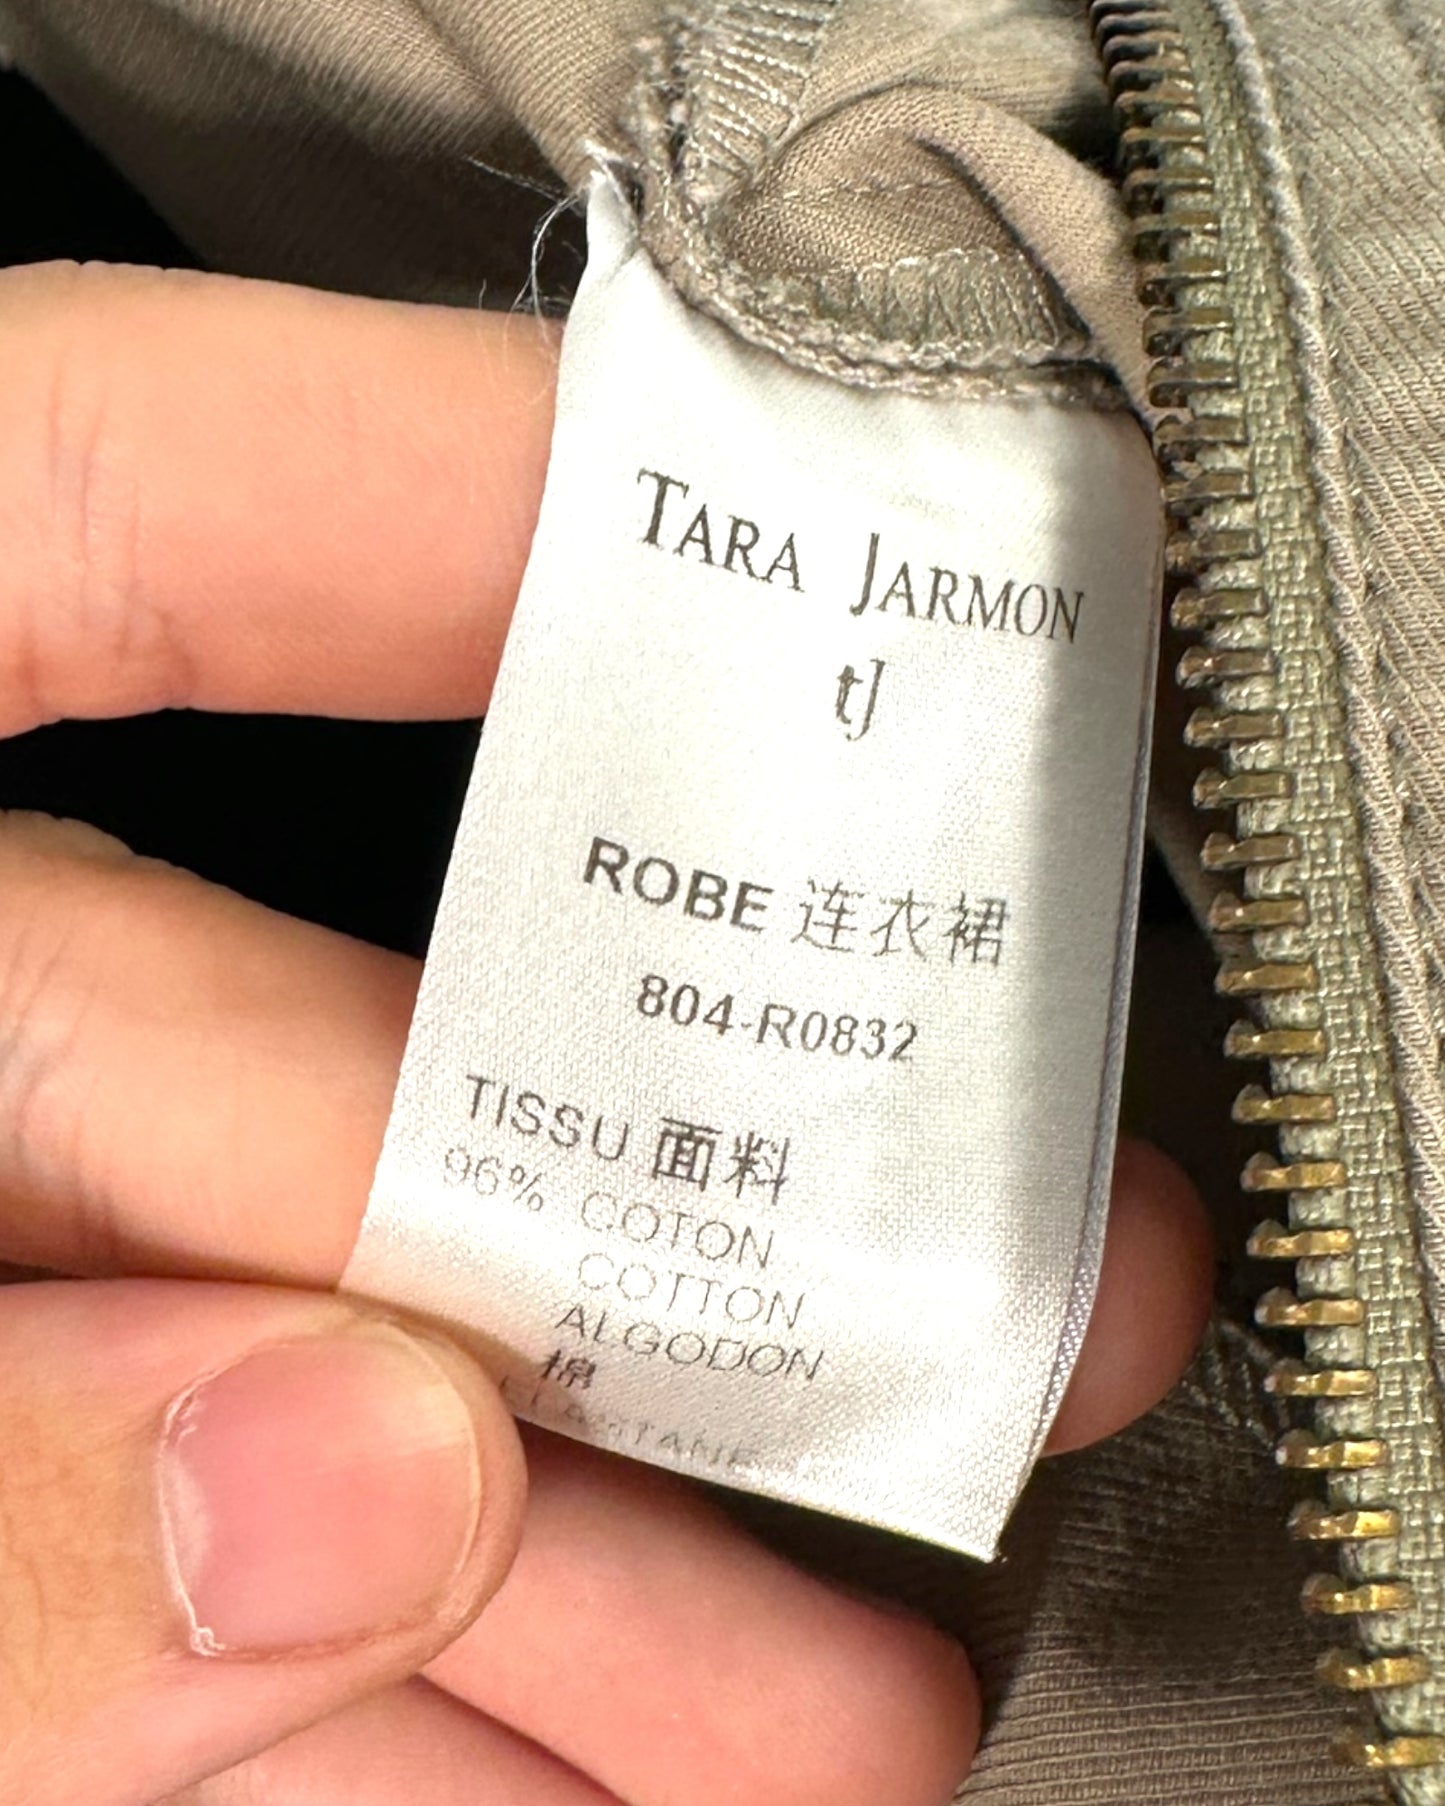 TARA JARMON
tJ
ROBE 连衣裙
804-R0832
TISSU 面料
96% COTON
COTTON
ALGODON
棉